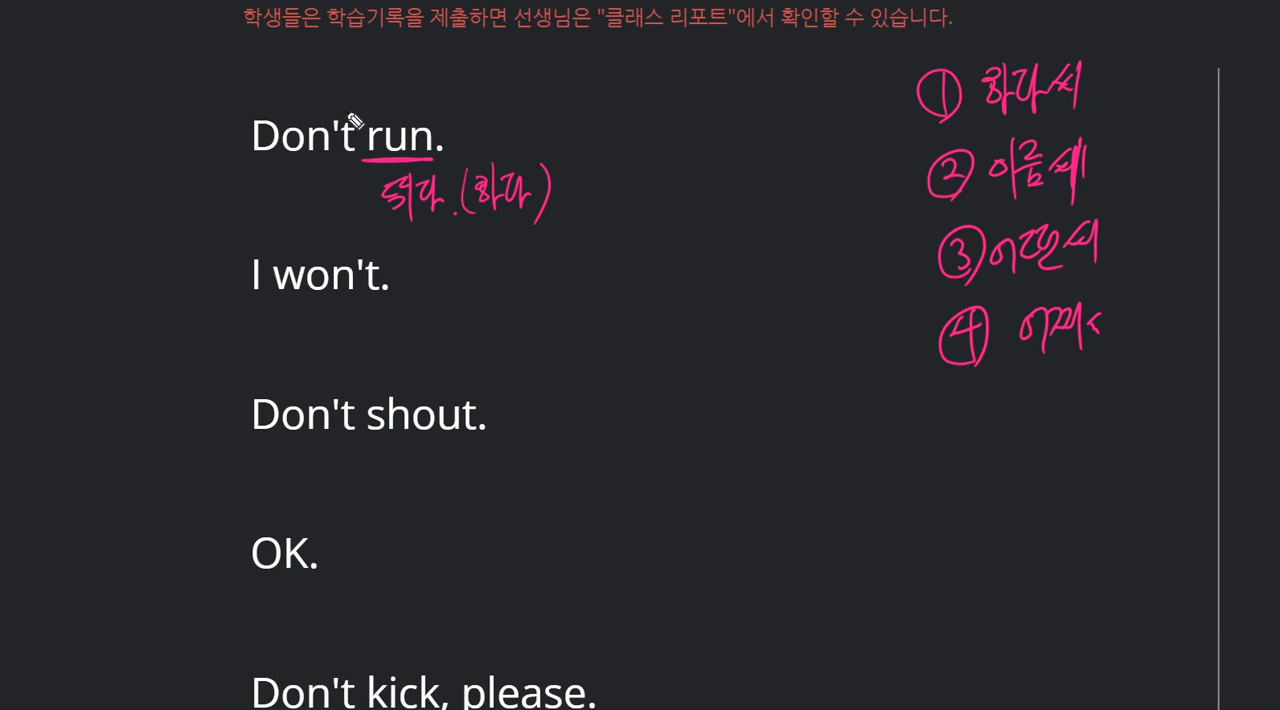 학생들은 학습기록을 제출하면 선생님은 "클래스 리포트"에서 확인할 수 있습니다.
① 하다씨
Don't run.
② 이름씨
뛰다. (하다)
③ 어떤씨
I won't.
④
Don't shout.
OK.
Don't kick, please.